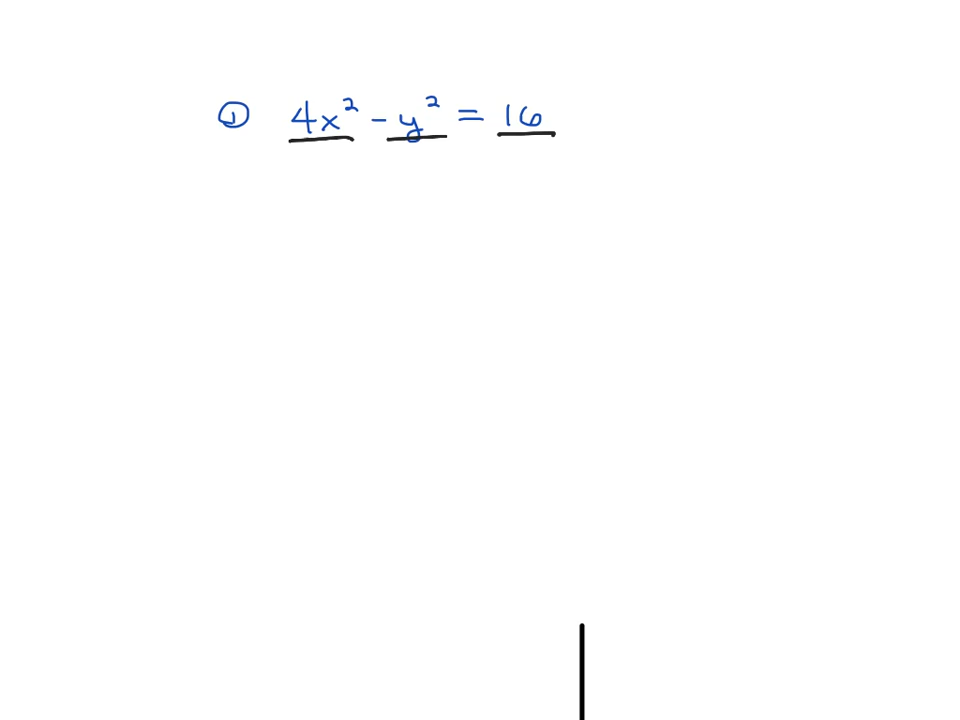 ① 4x² - y² = 16